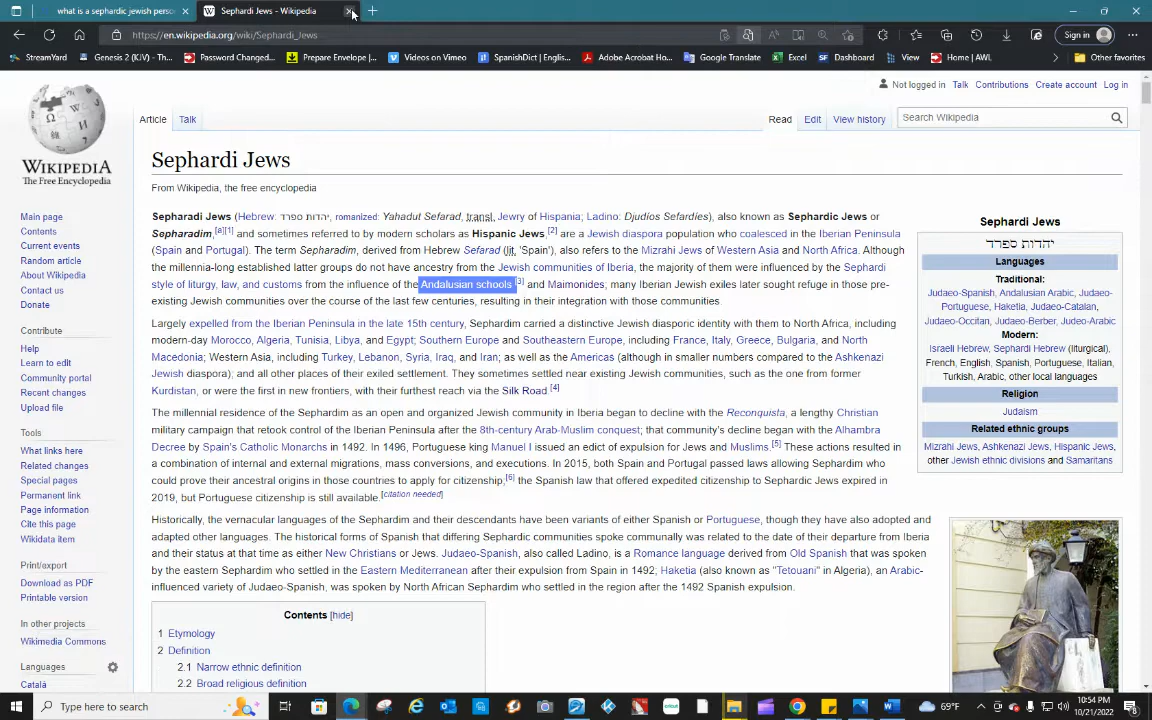 what is a sephardic jewish perso
Sephardi Jews - Wikipedia
https://en.wikipedia.org/wiki/Sephardi_Jews
Sign in
StreamYard
Genesis 2 (KJV) - Th...
Password Changed...
Prepare Envelope |...
Videos on Vimeo
SpanishDict | Englis...
Adobe Acrobat Ho...
Google Translate
Excel
Dashboard
View
Home | AWL
Other favorites
Not logged in Talk Contributions Create account Log in
Article Talk
Read Edit View history
Search Wikipedia
WIKIPEDIA
The Free Encyclopedia
Main page
Contents
Current events
Random article
About Wikipedia
Contact us
Donate
Contribute
Help
Learn to edit
Community portal
Recent changes
Upload file
Tools
What links here
Related changes
Special pages
Permanent link
Page information
Cite this page
Wikidata item
Print/export
Download as PDF
Printable version
In other projects
Wikimedia Commons
Languages
Català
Sephardi Jews
From Wikipedia, the free encyclopedia
Sepharadi Jews (Hebrew: יהדות ספרד, romanized: Yahadut Sefarad, transl. Jewry of Hispania; Ladino: Djudíos Sefardíes), also known as Sephardic Jews or
Sepharadim,[a][1] and sometimes referred to by modern scholars as Hispanic Jews,[2] are a Jewish diaspora population who coalesced in the Iberian Peninsula
(Spain and Portugal). The term Sepharadim, derived from Hebrew Sefarad (lit. 'Spain'), also refers to the Mizrahi Jews of Western Asia and North Africa. Although
the millennia-long established latter groups do not have ancestry from the Jewish communities of Iberia, the majority of them were influenced by the Sephardi
style of liturgy, law, and customs from the influence of the Andalusian schools [3] and Maimonides; many Iberian Jewish exiles later sought refuge in those pre-
existing Jewish communities over the course of the last few centuries, resulting in their integration with those communities.
Largely expelled from the Iberian Peninsula in the late 15th century, Sephardim carried a distinctive Jewish diasporic identity with them to North Africa, including
modern-day Morocco, Algeria, Tunisia, Libya, and Egypt; Southern Europe and Southeastern Europe, including France, Italy, Greece, Bulgaria, and North
Macedonia; Western Asia, including Turkey, Lebanon, Syria, Iraq, and Iran; as well as the Americas (although in smaller numbers compared to the Ashkenazi
Jewish diaspora); and all other places of their exiled settlement. They sometimes settled near existing Jewish communities, such as the one from former
Kurdistan, or were the first in new frontiers, with their furthest reach via the Silk Road.[4]
The millennial residence of the Sephardim as an open and organized Jewish community in Iberia began to decline with the Reconquista, a lengthy Christian
military campaign that retook control of the Iberian Peninsula after the 8th-century Arab-Muslim conquest; that community's decline began with the Alhambra
Decree by Spain's Catholic Monarchs in 1492. In 1496, Portuguese king Manuel I issued an edict of expulsion for Jews and Muslims.[5] These actions resulted in
a combination of internal and external migrations, mass conversions, and executions. In 2015, both Spain and Portugal passed laws allowing Sephardim who
could prove their ancestral origins in those countries to apply for citizenship,[6] the Spanish law that offered expedited citizenship to Sephardic Jews expired in
2019, but Portuguese citizenship is still available.[citation needed]
Historically, the vernacular languages of the Sephardim and their descendants have been variants of either Spanish or Portuguese, though they have also adopted and
adapted other languages. The historical forms of Spanish that differing Sephardic communities spoke communally was related to the date of their departure from Iberia
and their status at that time as either New Christians or Jews. Judaeo-Spanish, also called Ladino, is a Romance language derived from Old Spanish that was spoken
by the eastern Sephardim who settled in the Eastern Mediterranean after their expulsion from Spain in 1492; Haketia (also known as "Tetouani" in Algeria), an Arabic-
influenced variety of Judaeo-Spanish, was spoken by North African Sephardim who settled in the region after the 1492 Spanish expulsion.
Contents [hide]
1 Etymology
2 Definition
2.1 Narrow ethnic definition
2.2 Broad religious definition
Sephardi Jews
יהדות ספרד
Languages
Traditional:
Judaeo-Spanish, Andalusian Arabic, Judaeo-
Portuguese, Haketia, Judaeo-Catalan,
Judaeo-Occitan, Judaeo-Berber, Judeo-Arabic
Modern:
Israeli Hebrew, Sephardi Hebrew (liturgical),
French, English, Spanish, Portuguese, Italian,
Turkish, Arabic, other local languages
Religion
Judaism
Related ethnic groups
Mizrahi Jews, Ashkenazi Jews, Hispanic Jews,
other Jewish ethnic divisions and Samaritans
Type here to search
69°F
10:54 PM
10/21/2022